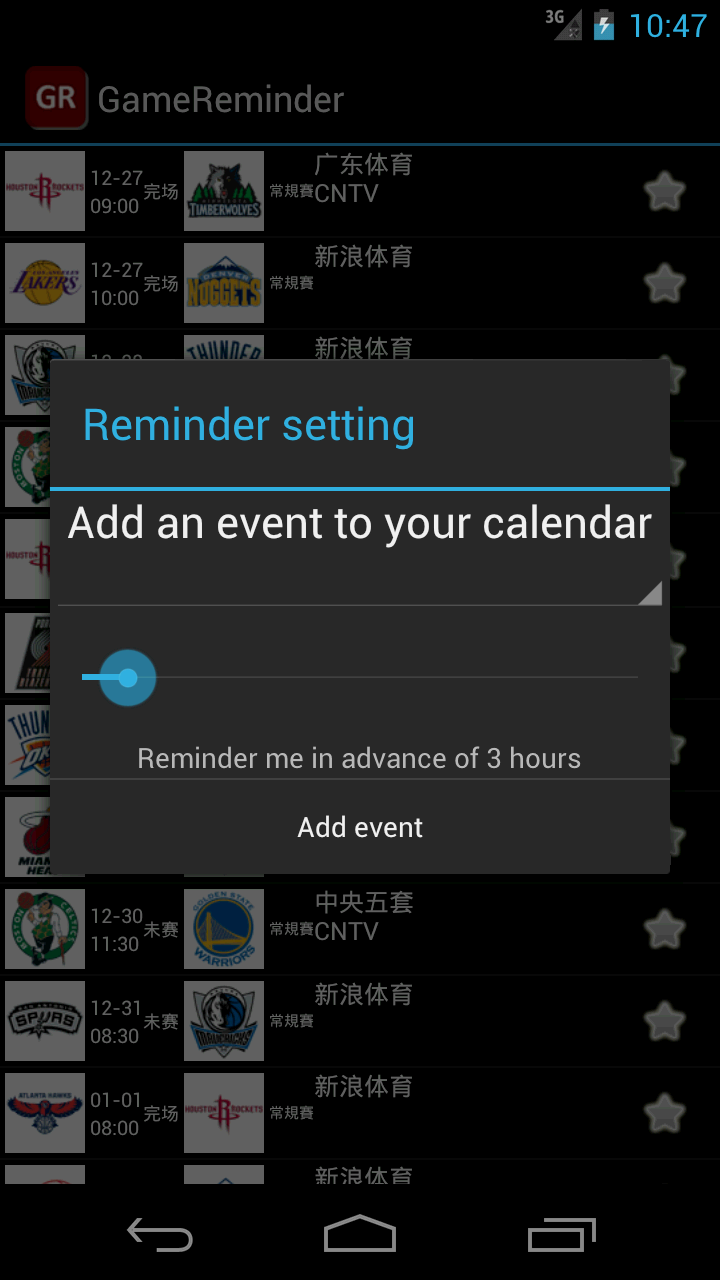 3G 10:47
GR GameReminder
HOUSTON ROCKETS 12-27 09:00 完场 TIMBERWOLVES 常規賽 广东体育 CNTV
LAKERS 12-27 10:00 完场 DENVER NUGGETS 常規賽 新浪体育
THUNDER 新浪体育
Reminder setting
Add an event to your calendar
Reminder me in advance of 3 hours
Add event
BOSTON CELTICS 12-30 11:30 未赛 GOLDEN STATE WARRIORS 常規賽 中央五套 CNTV
SPURS 12-31 08:30 未赛 MAVERICKS 常規賽 新浪体育
ATLANTA HAWKS 01-01 08:00 完场 HOUSTON ROCKETS 常規賽 新浪体育
新浪体育